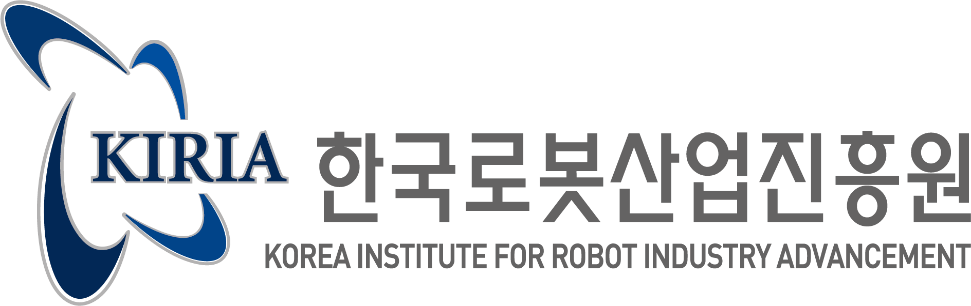 KIRIA
한국로봇산업진흥원
KOREA INSTITUTE FOR ROBOT INDUSTRY ADVANCEMENT